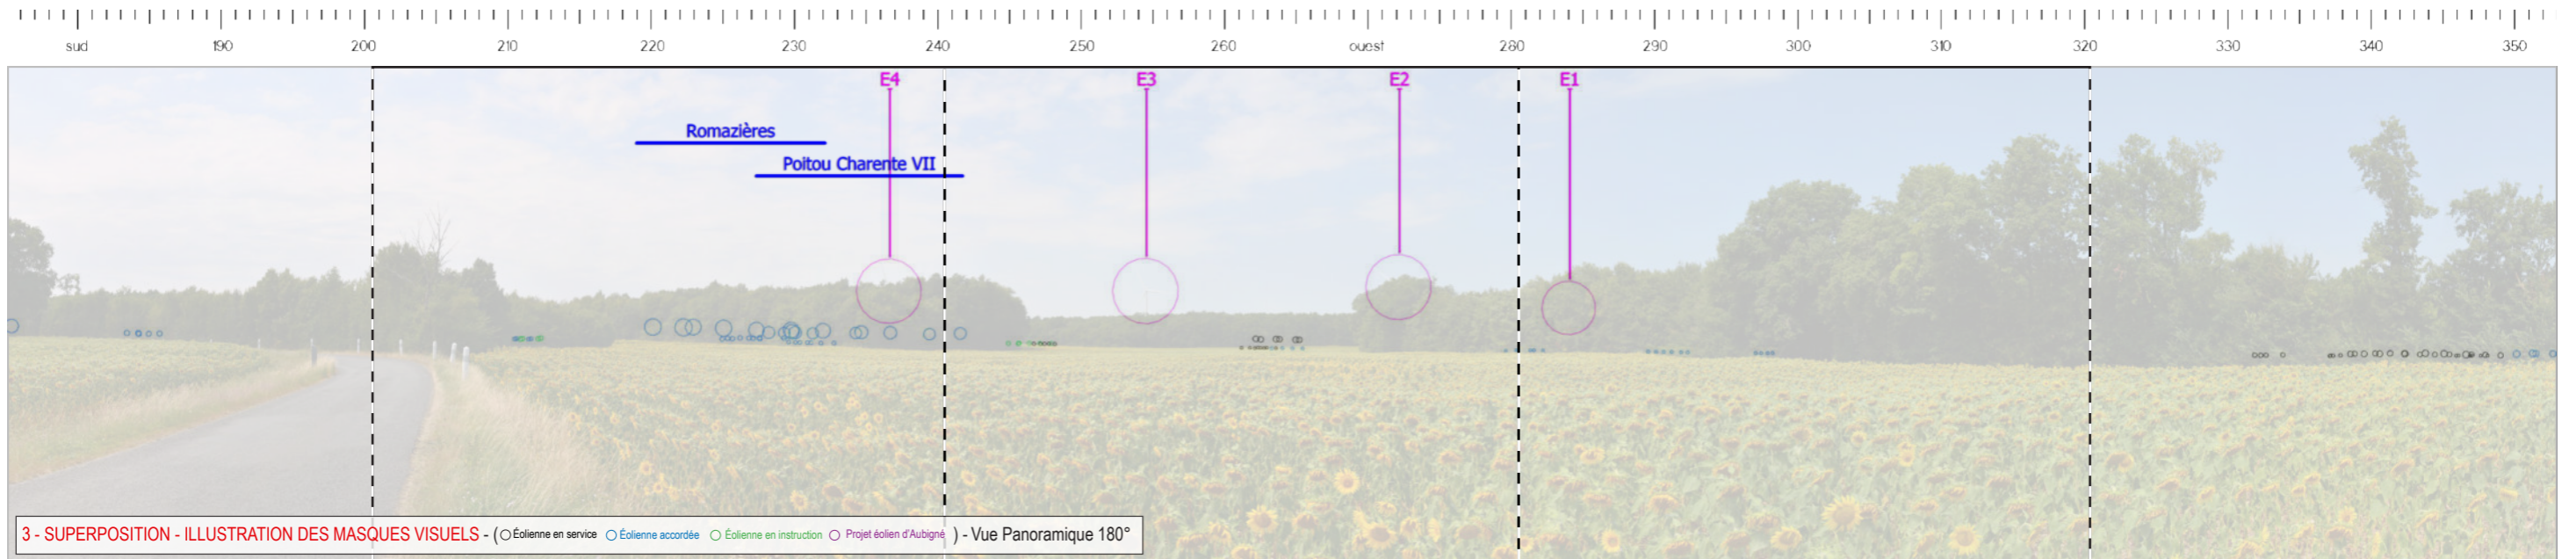 sud 190 200 210 220 230 240 250 260 ouest 280 290 300 310 320 330 340 350
E4 E3 E2 E1
Romazières
Poitou Charente VII
3 - SUPERPOSITION - ILLUSTRATION DES MASQUES VISUELS - ( Éolienne en service Éolienne accordée Éolienne en instruction Projet éolien d'Aubigné ) - Vue Panoramique 180°